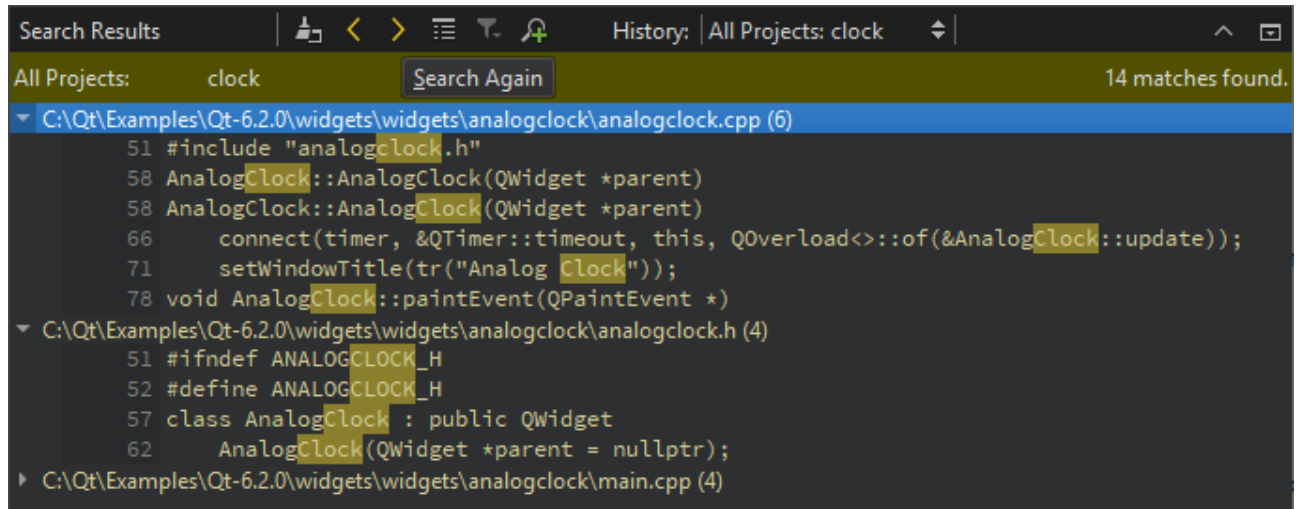 Search Results History: All Projects: clock
All Projects: clock Search Again 14 matches found.
C:\Qt\Examples\Qt-6.2.0\widgets\widgets\analogclock\analogclock.cpp (6)
51 #include "analogclock.h"
58 AnalogClock::AnalogClock(QWidget *parent)
58 AnalogClock::AnalogClock(QWidget *parent)
66 connect(timer, &QTimer::timeout, this, QOverload<>::of(&AnalogClock::update));
71 setWindowTitle(tr("Analog Clock"));
78 void AnalogClock::paintEvent(QPaintEvent *)
C:\Qt\Examples\Qt-6.2.0\widgets\widgets\analogclock\analogclock.h (4)
51 #ifndef ANALOGCLOCK_H
52 #define ANALOGCLOCK_H
57 class AnalogClock : public QWidget
62 AnalogClock(QWidget *parent = nullptr);
C:\Qt\Examples\Qt-6.2.0\widgets\widgets\analogclock\main.cpp (4)